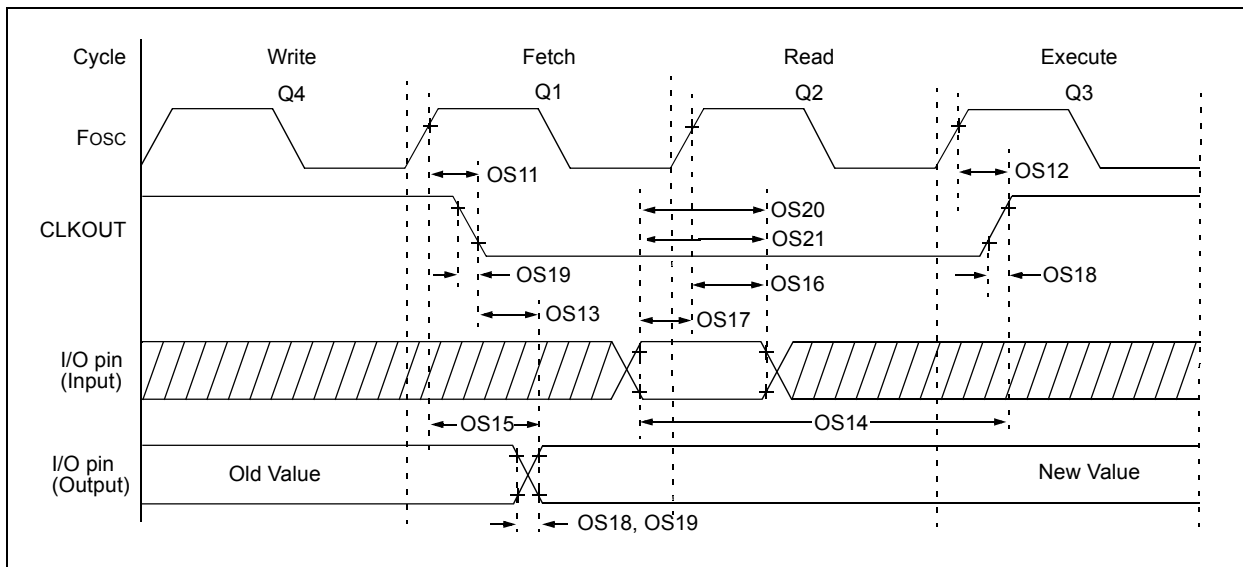 Cycle Write Fetch Read Execute
Q4 Q1 Q2 Q3
Fosc
OS11 OS12
CLKOUT
OS20
OS21
OS19 OS16 OS18
OS13 OS17
I/O pin
(Input)
OS15 OS14
I/O pin
(Output)
Old Value New Value
OS18, OS19